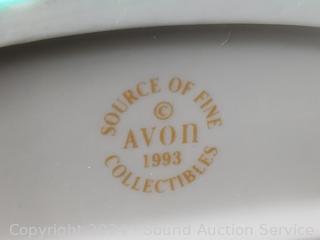 SOURCE OF FINE
©
AVON
1993
COLLECTIBLES
Copyright 2024 Sound Auction Service